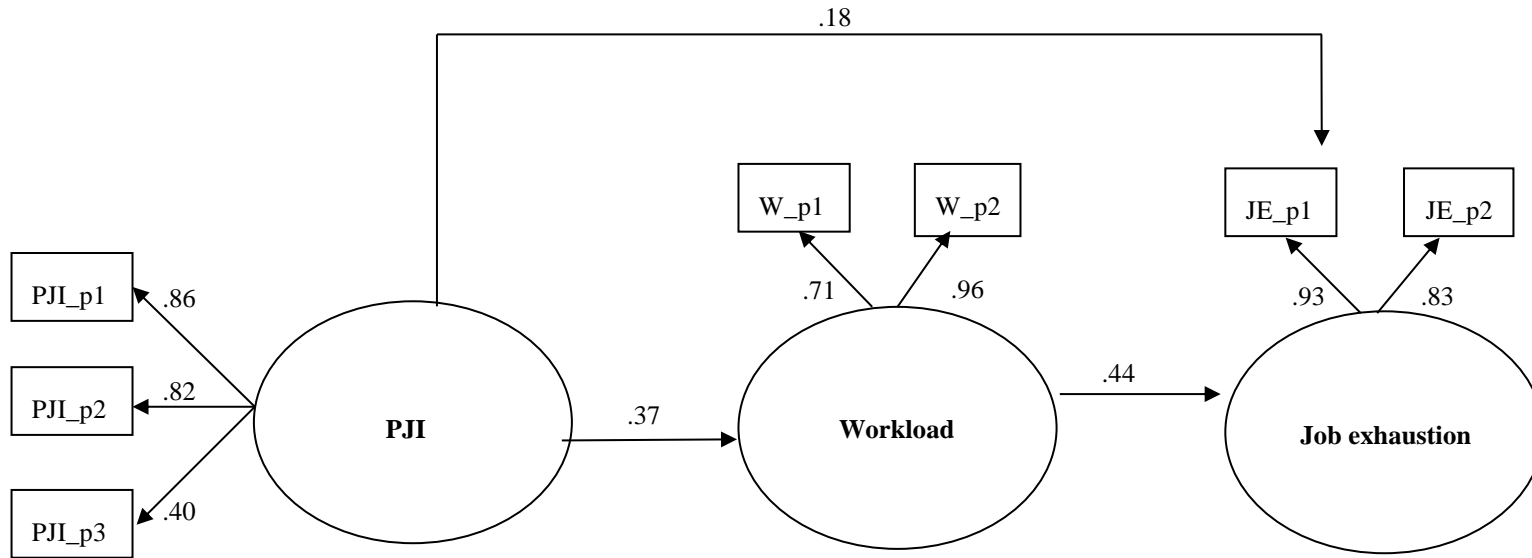 .18
W_p1
W_p2
JE_p1
JE_p2
PJI_p1
.86
.71
.96
.93
.83
PJI_p2
.82
.44
PJI
.37
Workload
Job exhaustion
PJI_p3
.40